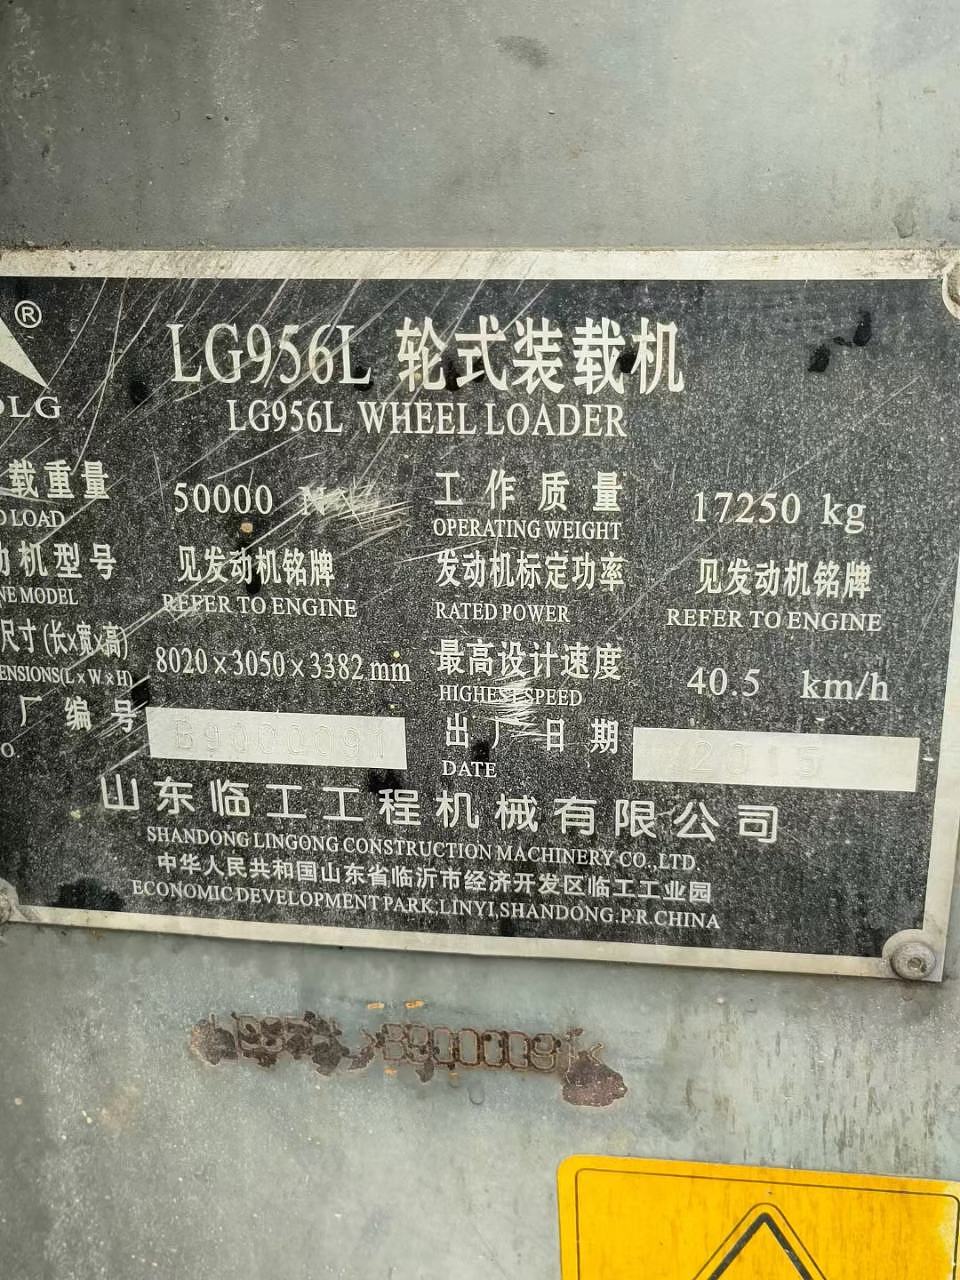 ®
LG956L 轮式装载机
LG956L WHEEL LOADER
载重量 50000 工作质量 17250 kg
LOAD OPERATING WEIGHT
机型号 见发动机铭牌 发动机标定功率 见发动机铭牌
MODEL REFER TO ENGINE RATED POWER REFER TO ENGINE
尺寸(长x宽x高) 8020 x 3050 x 3382 mm 最高设计速度 40.5 km/h
(L x W x H) HIGHEST SPEED
厂编号 B9000091 出厂日期 2015
DATE
山东临工工程机械有限公司
SHANDONG LINGONG CONSTRUCTION MACHINERY CO.,LTD.
中华人民共和国山东省临沂市经济开发区临工工业园
ECONOMIC DEVELOPMENT PARK,LINYI,SHANDONG,P.R.CHINA
B9000091